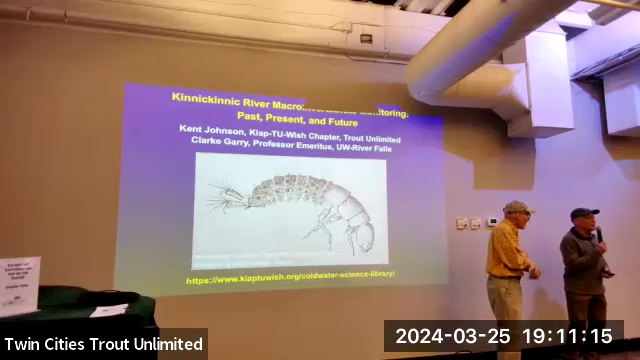 Kinnickinnic River Macroinvertebrate Monitoring:
Past, Present, and Future
Kent Johnson, Kiap-TU-Wish Chapter, Trout Unlimited
Clarke Garry, Professor Emeritus, UW-River Falls
https://www.kiaptuwish.org/coldwater-science-library/
Twin Cities Trout Unlimited
2024-03-25 19:11:15